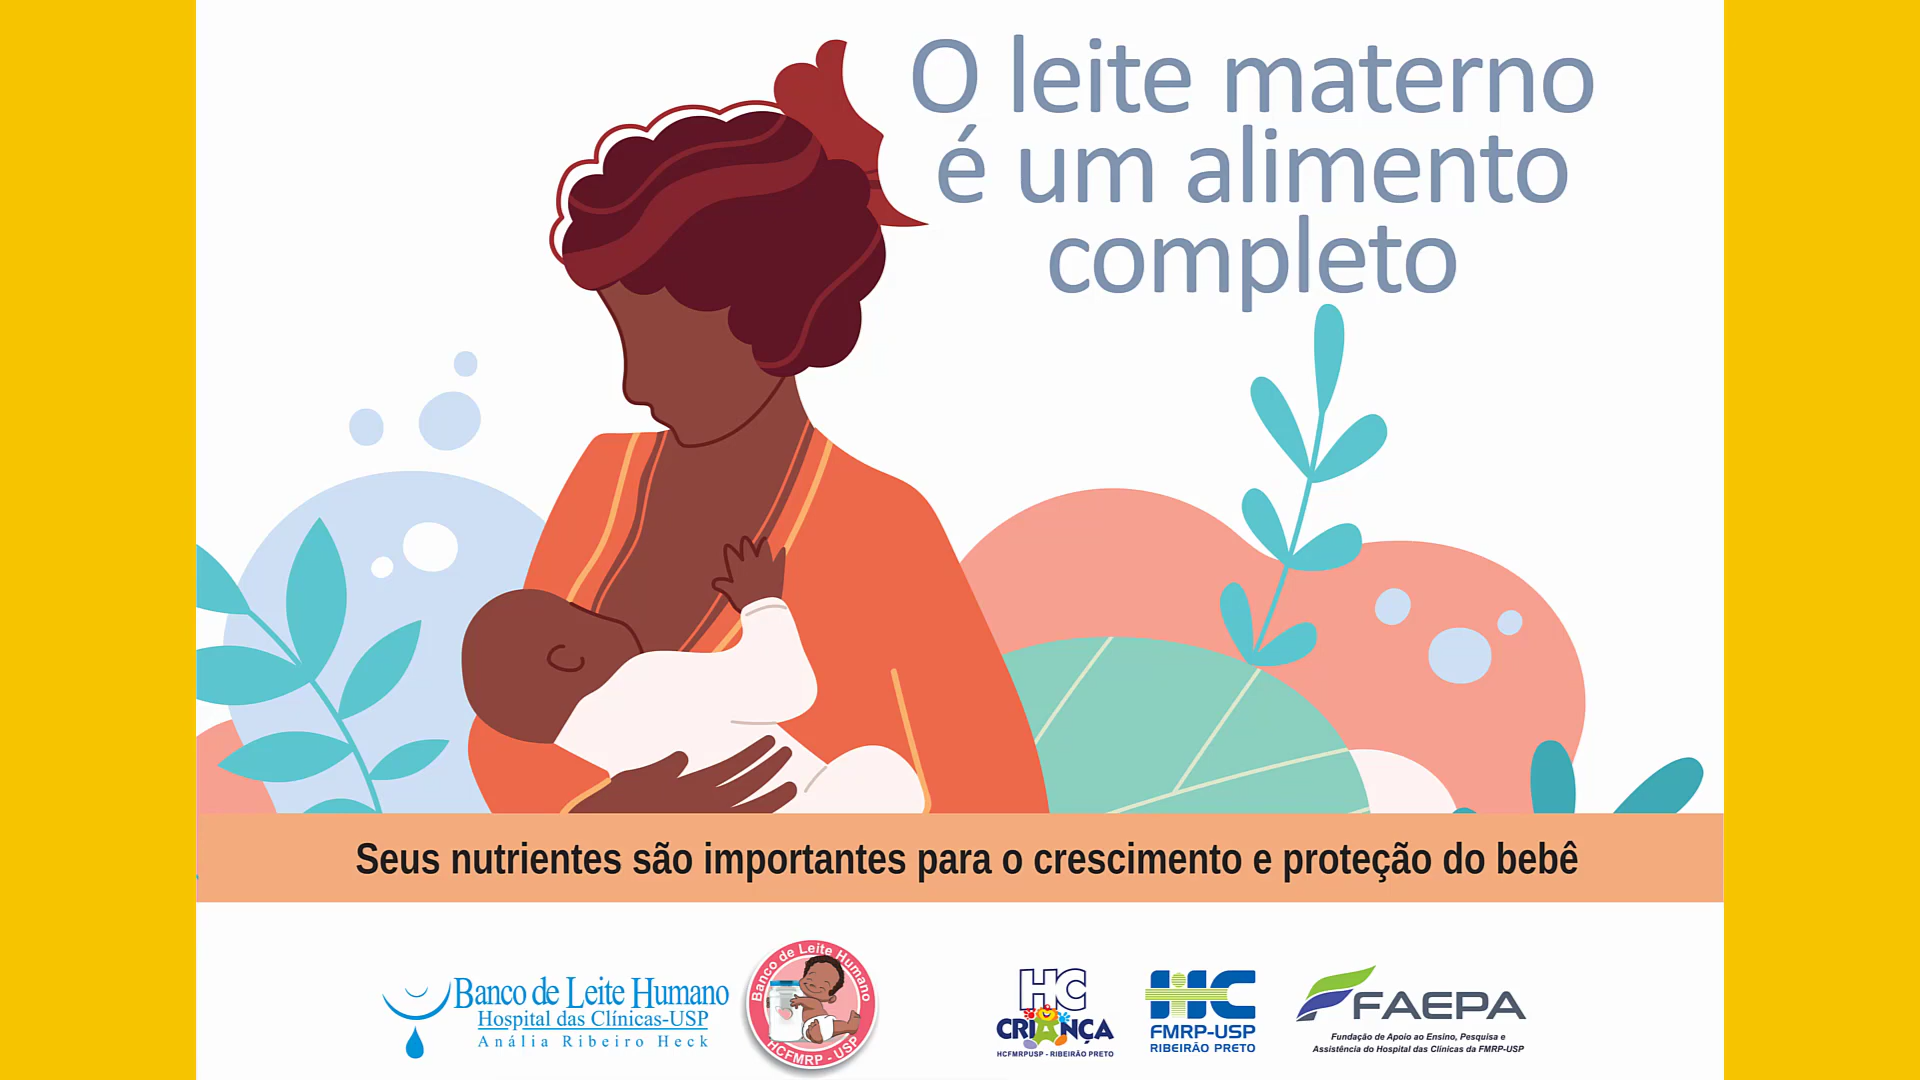 O leite materno
é um alimento
completo
Seus nutrientes são importantes para o crescimento e proteção do bebê
Banco de Leite Humano
Hospital das Clínicas-USP
Anália Ribeiro Heck
Banco de Leite Humano
HCFMRP - USP
HC
CRIANÇA
HCFMRPUSP - RIBEIRÃO PRETO
HC
FMRP-USP
RIBEIRÃO PRETO
FAEPA
Fundação de Apoio ao Ensino, Pesquisa e
Assistência do Hospital das Clínicas da FMRP-USP